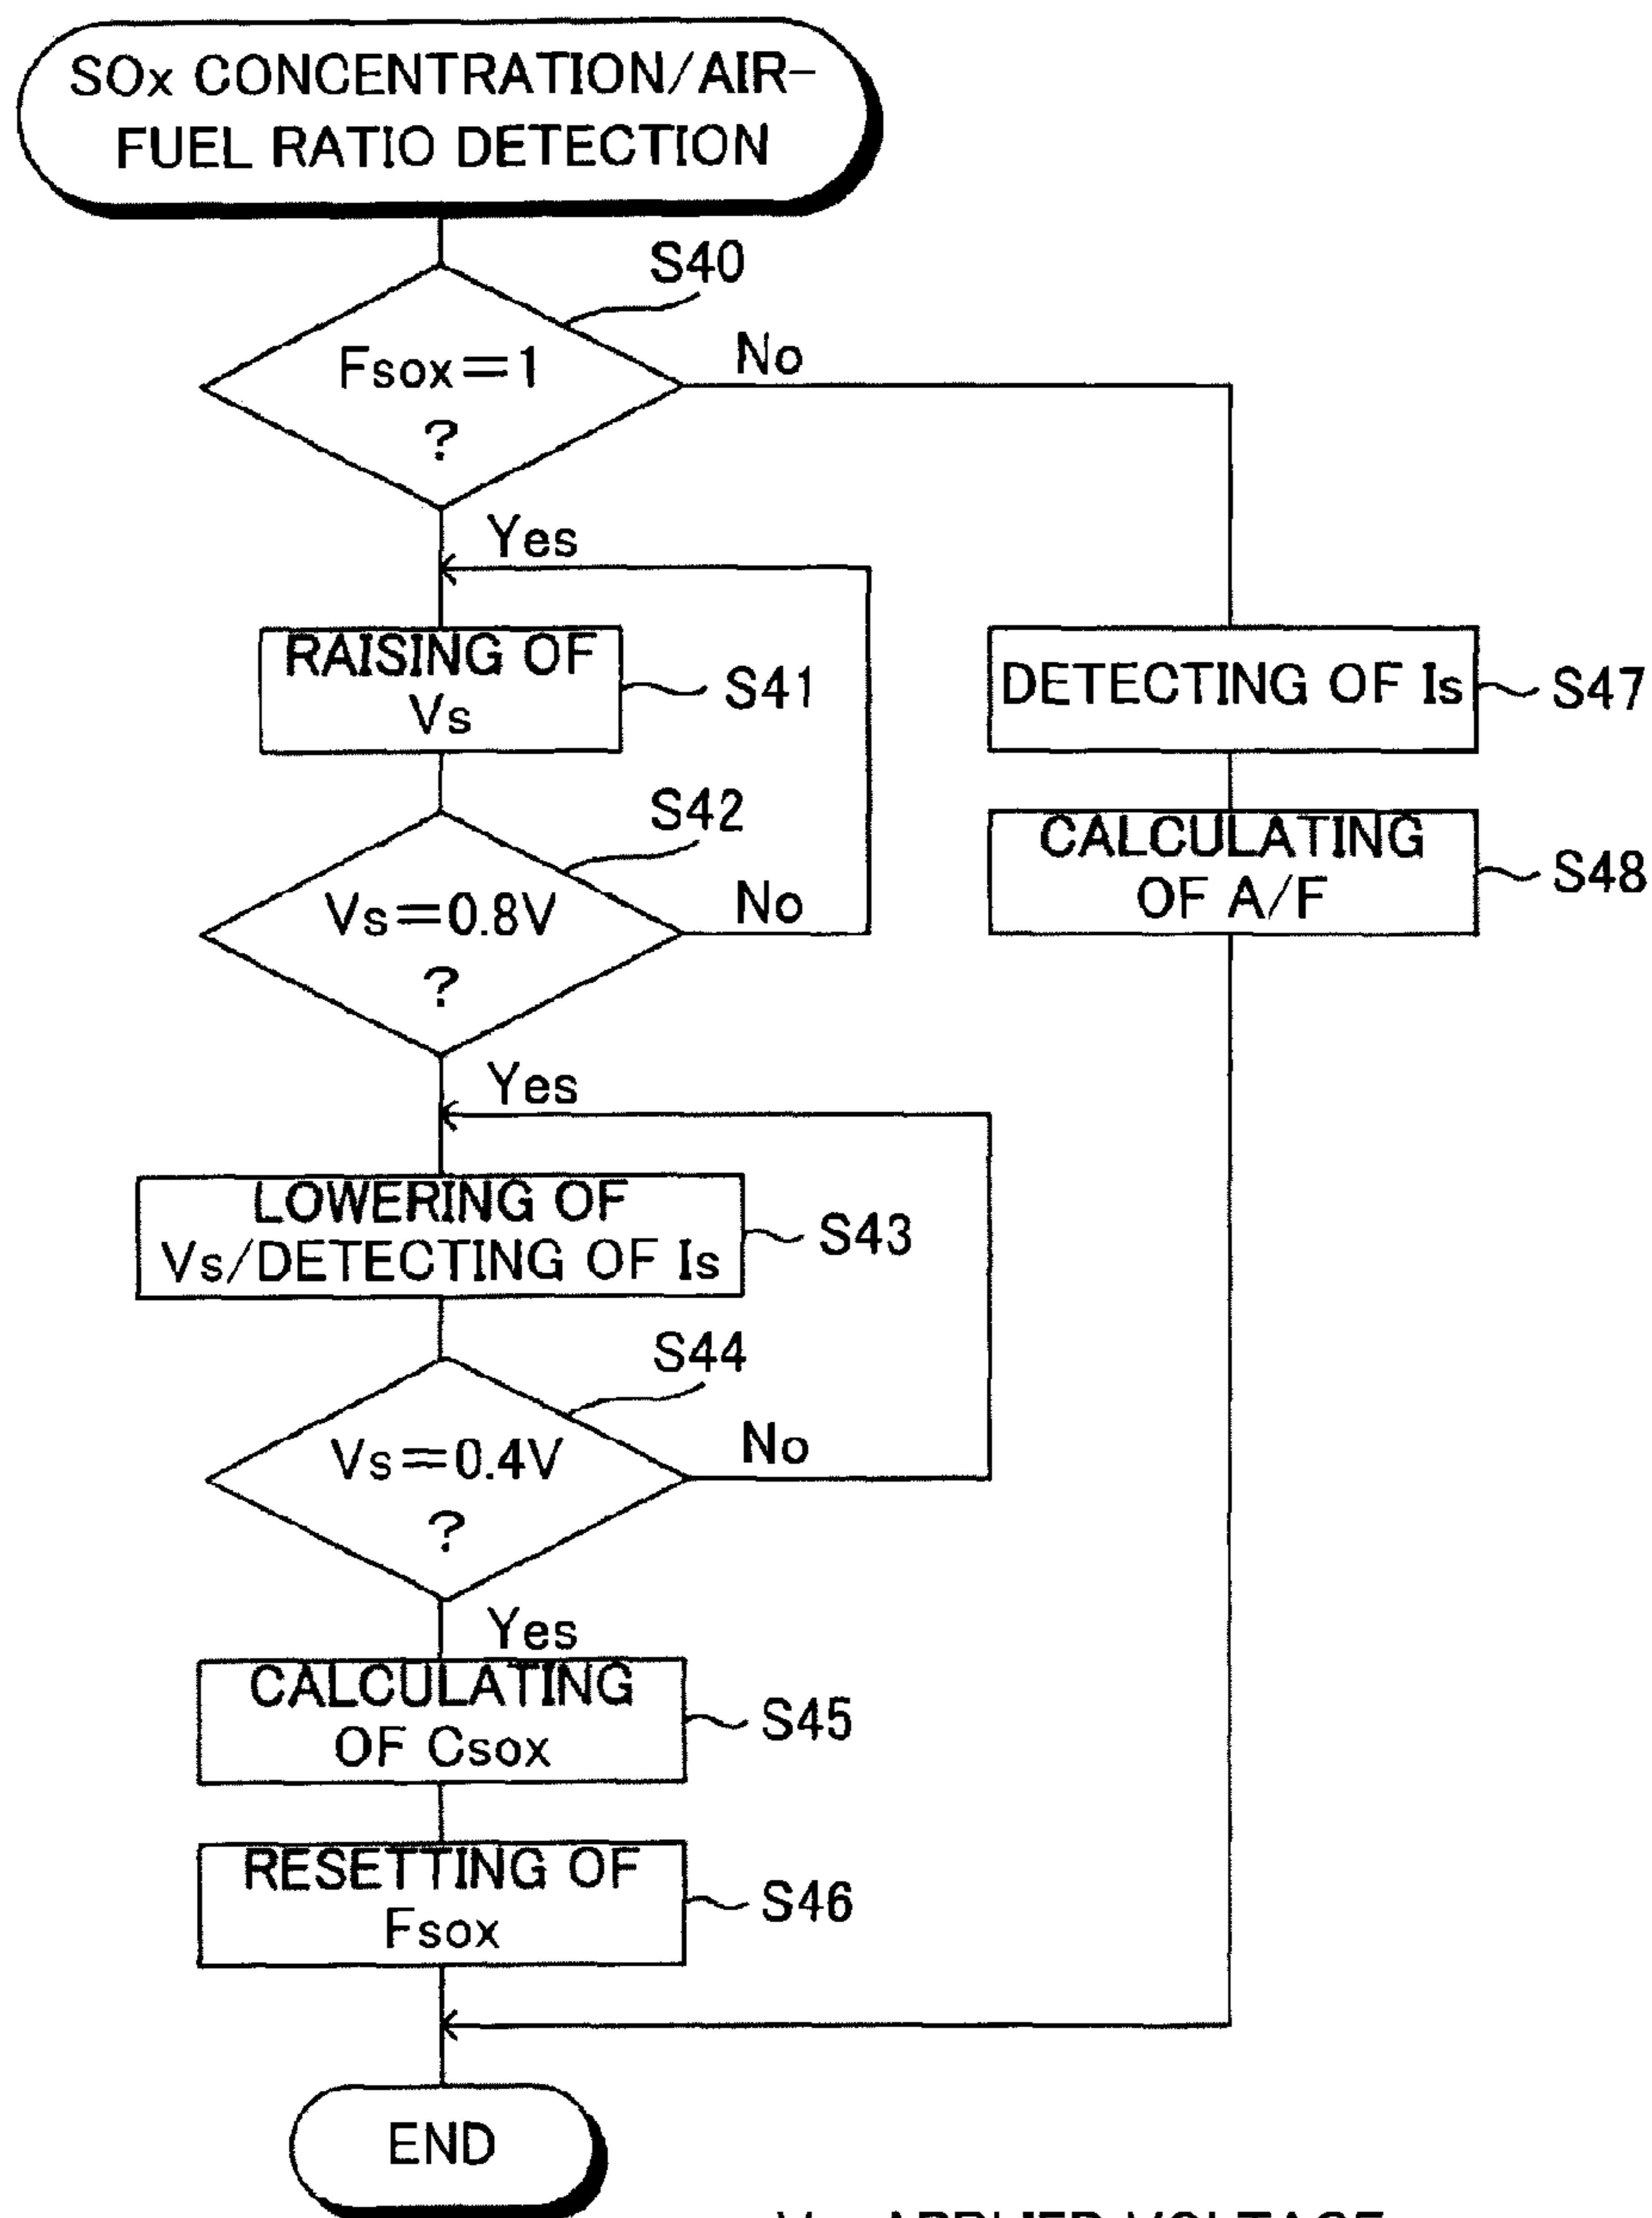 SOx CONCENTRATION/AIR-
FUEL RATIO DETECTION
S40
Fsox=1
?
No
Yes
RAISING OF
Vs
S41
S42
Vs=0.8V
?
No
Yes
LOWERING OF
Vs/DETECTING OF Is
S43
S44
Vs=0.4V
?
No
Yes
CALCULATING
OF Csox
S45
RESETTING OF
Fsox
S46
DETECTING OF Is
S47
CALCULATING
OF A/F
S48
END
APPLIED VOLTAGE